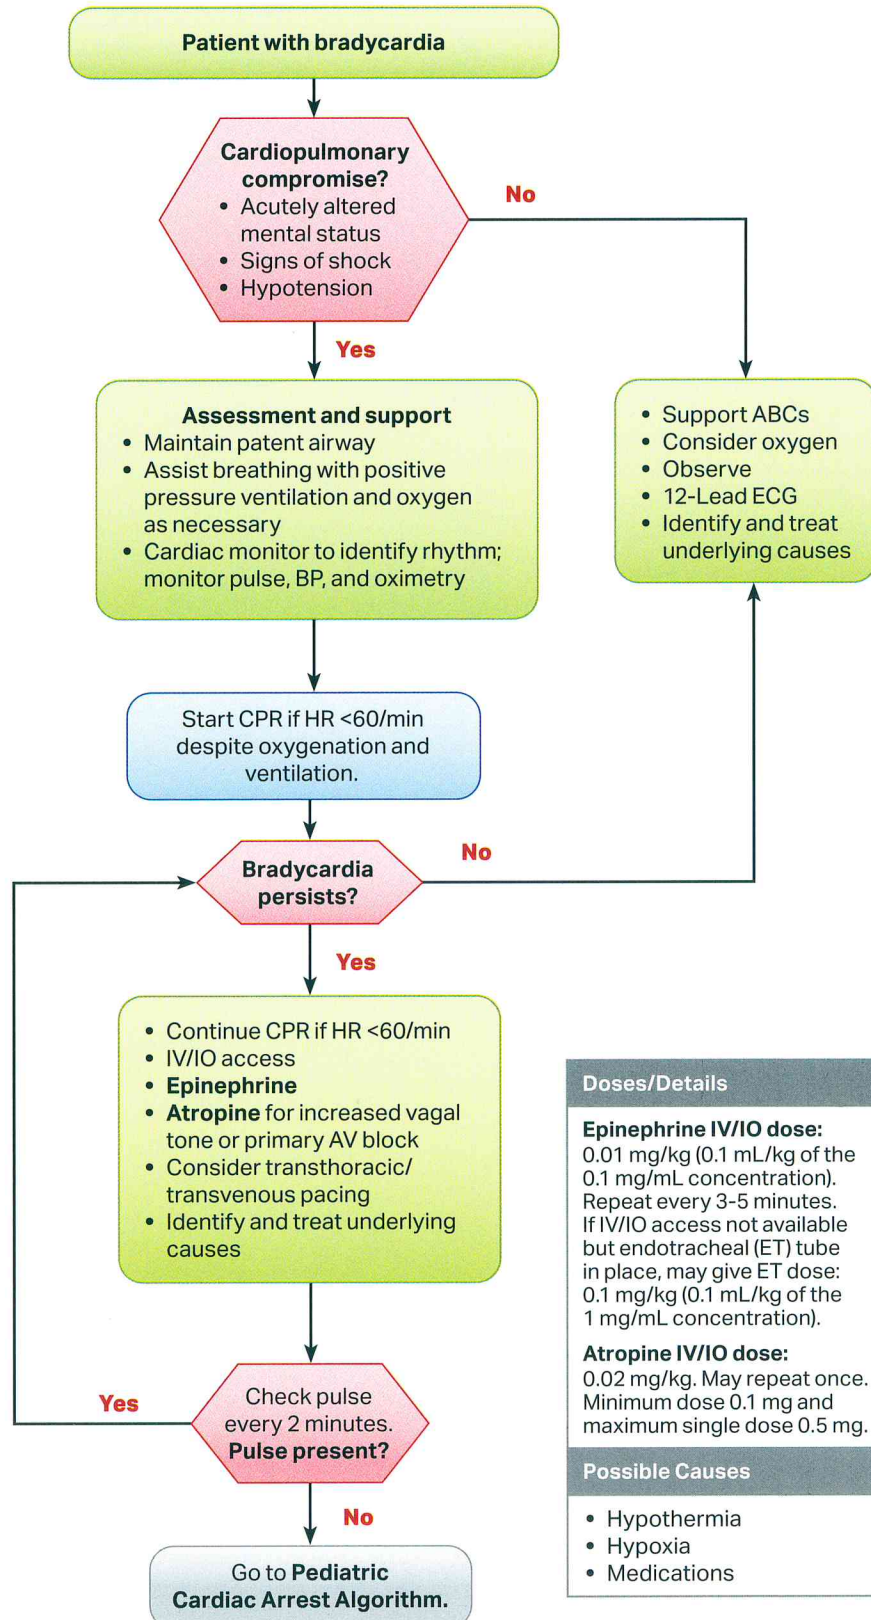 Patient with bradycardia
Cardiopulmonary
compromise?
• Acutely altered
mental status
• Signs of shock
• Hypotension
No
Yes
Assessment and support
• Maintain patent airway
• Assist breathing with positive
pressure ventilation and oxygen
as necessary
• Cardiac monitor to identify rhythm;
monitor pulse, BP, and oximetry
• Support ABCs
• Consider oxygen
• Observe
• 12-Lead ECG
• Identify and treat
underlying causes
Start CPR if HR <60/min
despite oxygenation and
ventilation.
Bradycardia
persists?
No
Yes
• Continue CPR if HR <60/min
• IV/IO access
• Epinephrine
• Atropine for increased vagal
tone or primary AV block
• Consider transthoracic/
transvenous pacing
• Identify and treat underlying
causes
Check pulse
every 2 minutes.
Pulse present?
Yes
No
Go to Pediatric
Cardiac Arrest Algorithm.
Doses/Details
Epinephrine IV/IO dose:
0.01 mg/kg (0.1 mL/kg of the
0.1 mg/mL concentration).
Repeat every 3-5 minutes.
If IV/IO access not available
but endotracheal (ET) tube
in place, may give ET dose:
0.1 mg/kg (0.1 mL/kg of the
1 mg/mL concentration).
Atropine IV/IO dose:
0.02 mg/kg. May repeat once.
Minimum dose 0.1 mg and
maximum single dose 0.5 mg.
Possible Causes
• Hypothermia
• Hypoxia
• Medications